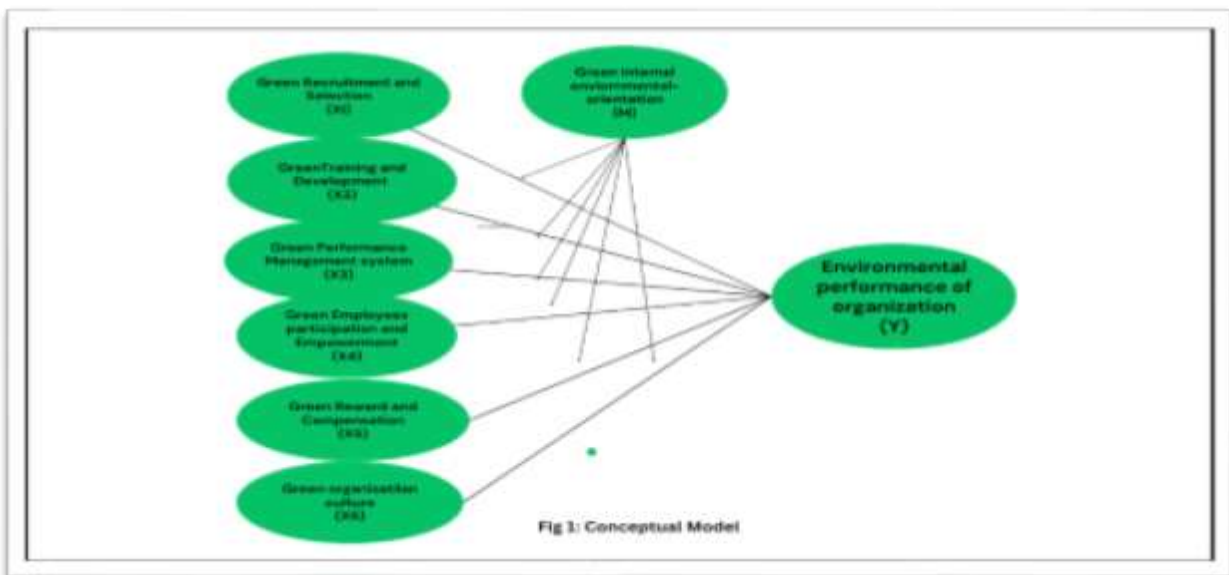 Green Recruitment and
Selection
(X1)
Green Internal
enviornmental-
orientation
(M)
GreenTraining and
Development
(X2)
Green Performance
Management system
(X3)
Green Employees
participation and
Empowerment
(X4)
Green Reward and
Compensation
(X5)
Green organization
culture
(X6)
Environmental
performance of
organization
(Y)
Fig 1: Conceptual Model